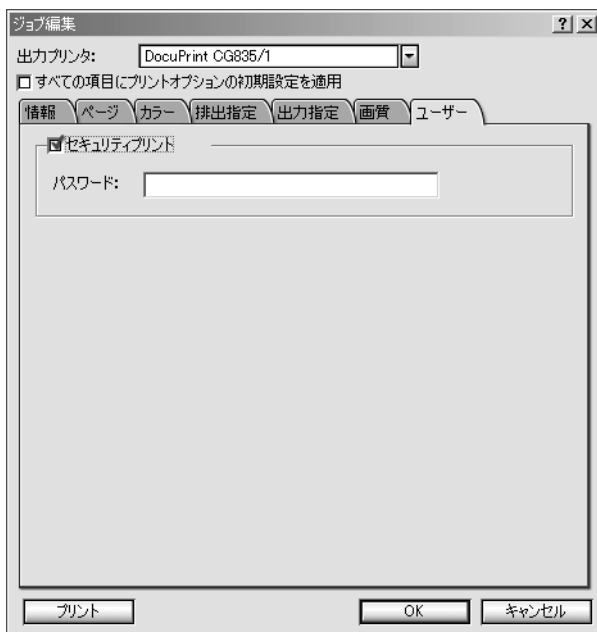 ジョブ編集
出力プリンタ: DocuPrint CG835/1
すべての項目にプリントオプションの初期設定を適用
情報 ページ カラー 排出指定 出力指定 画質 ユーザー
セキュリティプリント
パスワード:
プリント OK キャンセル